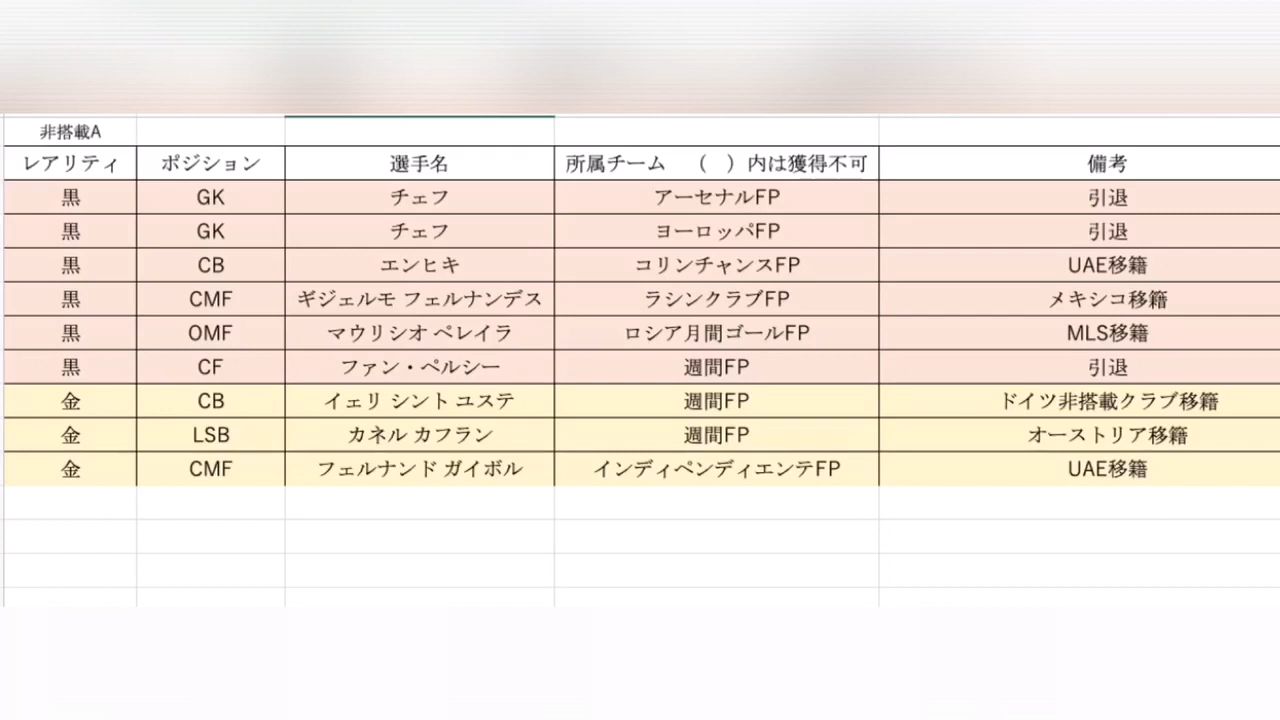 非搭載A
レアリティ ポジション 選手名 所属チーム （ ）内は獲得不可 備考
黒 GK チェフ アーセナルFP 引退
黒 GK チェフ ヨーロッパFP 引退
黒 CB エンヒキ コリンチャンスFP UAE移籍
黒 CMF ギジェルモ フェルナンデス ラシンクラブFP メキシコ移籍
黒 OMF マウリシオ ペレイラ ロシア月間ゴールFP MLS移籍
黒 CF ファン・ペルシー 週間FP 引退
金 CB イェリ シント ユステ 週間FP ドイツ非搭載クラブ移籍
金 LSB カネル カフラン 週間FP オーストリア移籍
金 CMF フェルナンド ガイボル インディペンディエンテFP UAE移籍